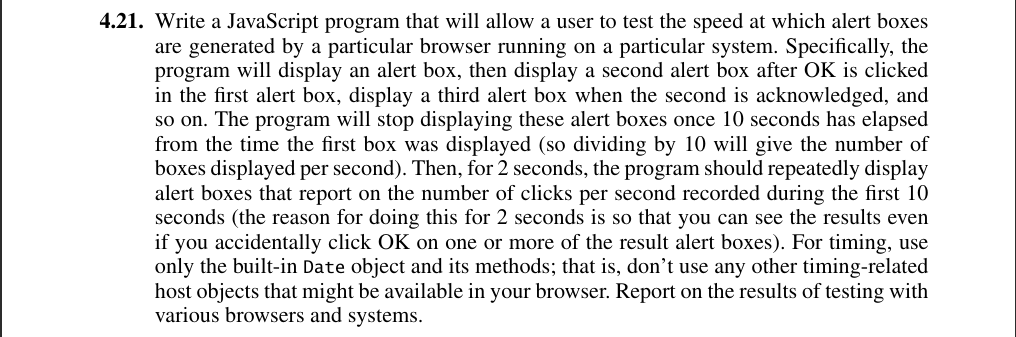 4.21. Write a JavaScript program that will allow a user to test the speed at which alert boxes
are generated by a particular browser running on a particular system. Specifically, the
program will display an alert box, then display a second alert box after OK is clicked
in the first alert box, display a third alert box when the second is acknowledged, and
so on. The program will stop displaying these alert boxes once 10 seconds has elapsed
from the time the first box was displayed (so dividing by 10 will give the number of
boxes displayed per second). Then, for 2 seconds, the program should repeatedly display
alert boxes that report on the number of clicks per second recorded during the first 10
seconds (the reason for doing this for 2 seconds is so that you can see the results even
if you accidentally click OK on one or more of the result alert boxes). For timing, use
only the built-in Date object and its methods; that is, don't use any other timing-related
host objects that might be available in your browser. Report on the results of testing with
various browsers and systems.